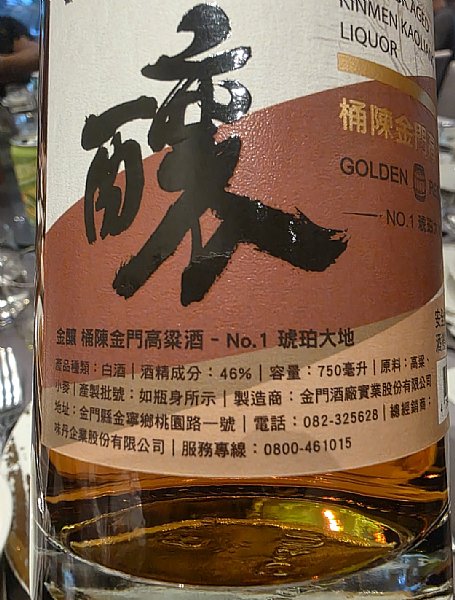 KINMEN KAOLIANG
LIQUOR
釀
桶陳金門
GOLDEN
NO.1 琥珀
金釀 桶陳金門高粱酒 - No.1 琥珀大地
產品種類：白酒｜酒精成分：46%｜容量：750毫升｜原料：高粱、
小麥｜產製批號：如瓶身所示｜製造商：金門酒廠實業股份有限公司
地址：金門縣金寧鄉桃園路一號｜電話：082-325628｜總經銷商：
味丹企業股份有限公司｜服務專線：0800-461015